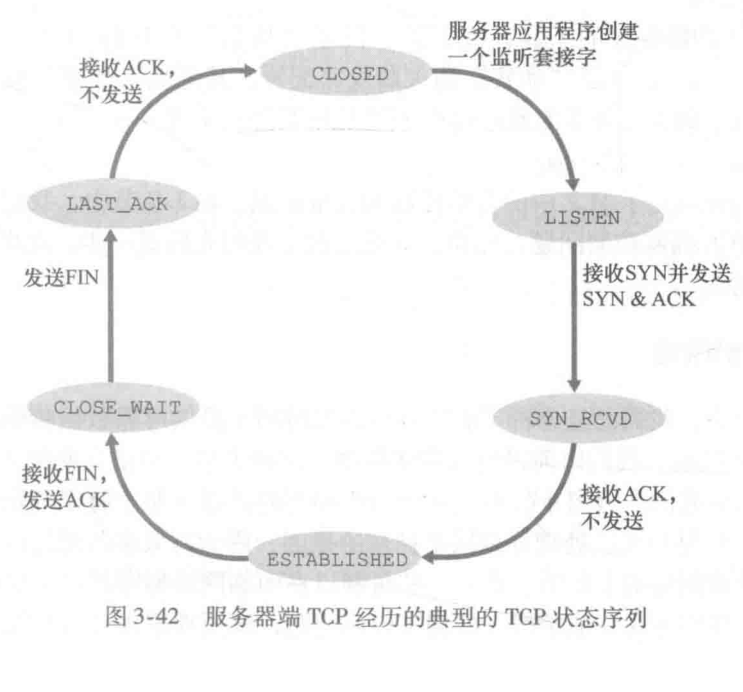 服务器应用程序创建
一个监听套接字
接收ACK，
不发送
CLOSED
LAST_ACK
LISTEN
发送FIN
接收SYN并发送
SYN & ACK
CLOSE_WAIT
SYN_RCVD
接收FIN，
发送ACK
接收ACK，
不发送
ESTABLISHED
图 3-42 服务器端 TCP 经历的典型的 TCP 状态序列